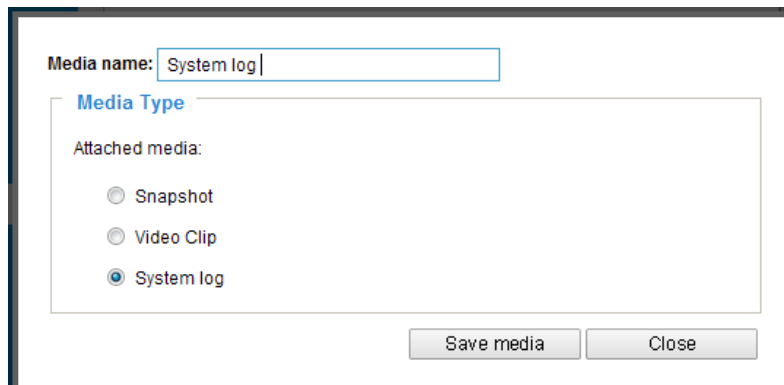 Media name: System log
Media Type
Attached media:
Snapshot
Video Clip
System log
Save media Close